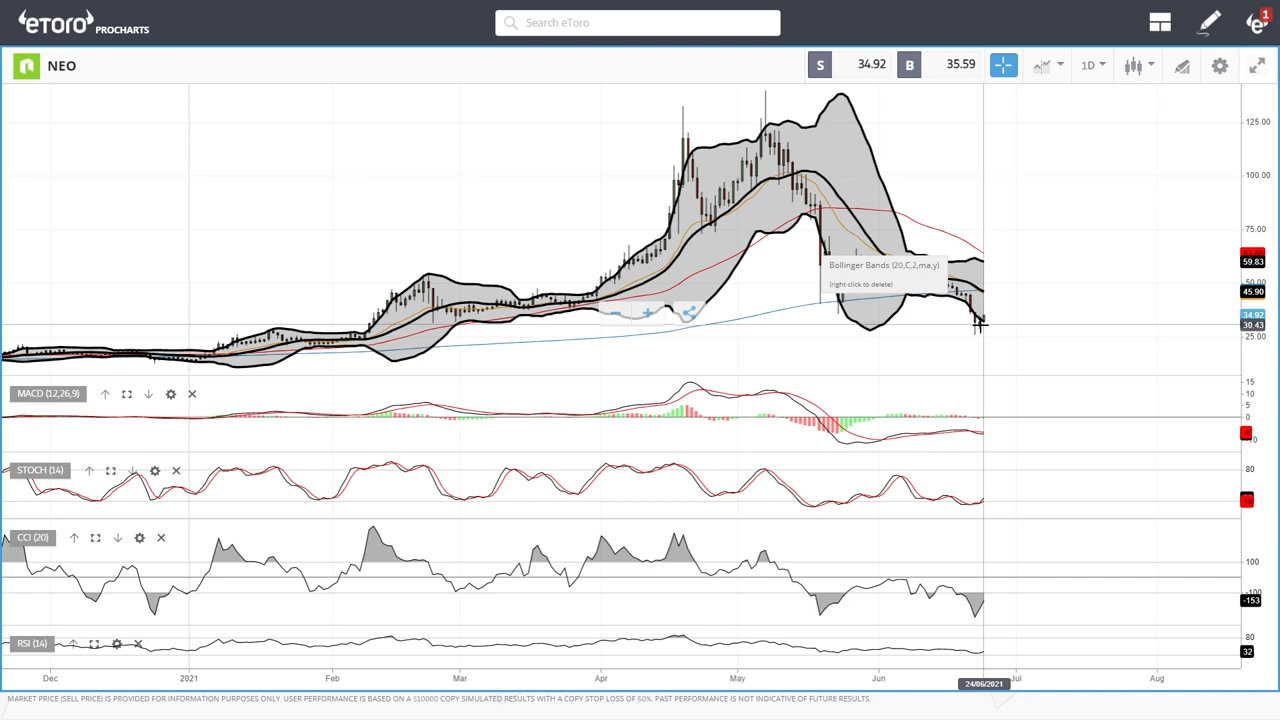 eToro PROCHARTS
Search eToro
1
NEO
S 34.92 B 35.59
1D
125.00
100.00
75.00
Bollinger Bands (20,C,2,ma,y)
(right click to delete)
59.83
50.00
45.90
34.92
30.43
25.00
MACD (12,26,9)
15
10
5
0
-10
STOCH (14)
80
CCI (20)
100
-100
-153
RSI (14)
80
32
Dec 2021 Feb Mar Apr May Jun Jul Aug
24/06/2021
MARKET PRICE (SELL PRICE) IS PROVIDED FOR INFORMATION PURPOSES ONLY. USER PERFORMANCE IS BASED ON A $10000 COPY SIMULATED RESULTS WITH A COPY STOP LOSS OF 60%. PAST PERFORMANCE IS NOT INDICATIVE OF FUTURE RESULTS.